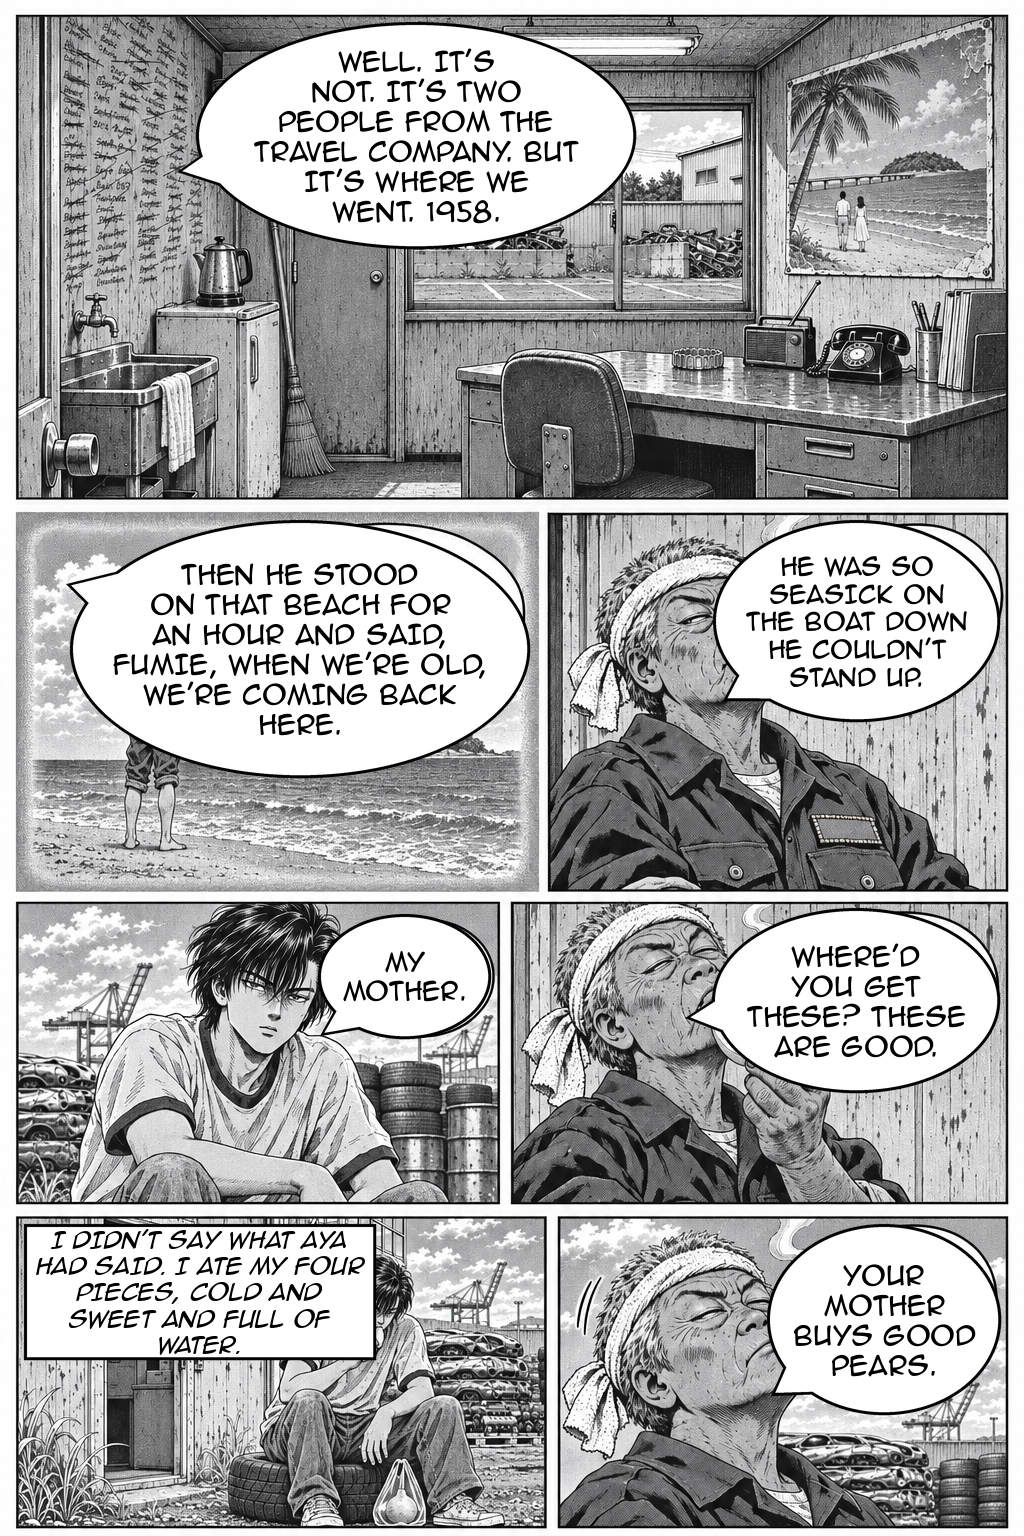 WELL. IT'S
NOT. IT'S TWO
PEOPLE FROM THE
TRAVEL COMPANY. BUT
IT'S WHERE WE
WENT. 1958.
THEN HE STOOD
ON THAT BEACH FOR
AN HOUR AND SAID,
FUMIE, WHEN WE'RE OLD,
WE'RE COMING BACK
HERE.
HE WAS SO
SEASICK ON
THE BOAT DOWN
HE COULDN'T
STAND UP.
MY
MOTHER.
WHERE'D
YOU GET
THESE? THESE
ARE GOOD.
I DIDN'T SAY WHAT AYA
HAD SAID. I ATE MY FOUR
PIECES, COLD AND
SWEET AND FULL OF
WATER.
YOUR
MOTHER
BUYS GOOD
PEARS.